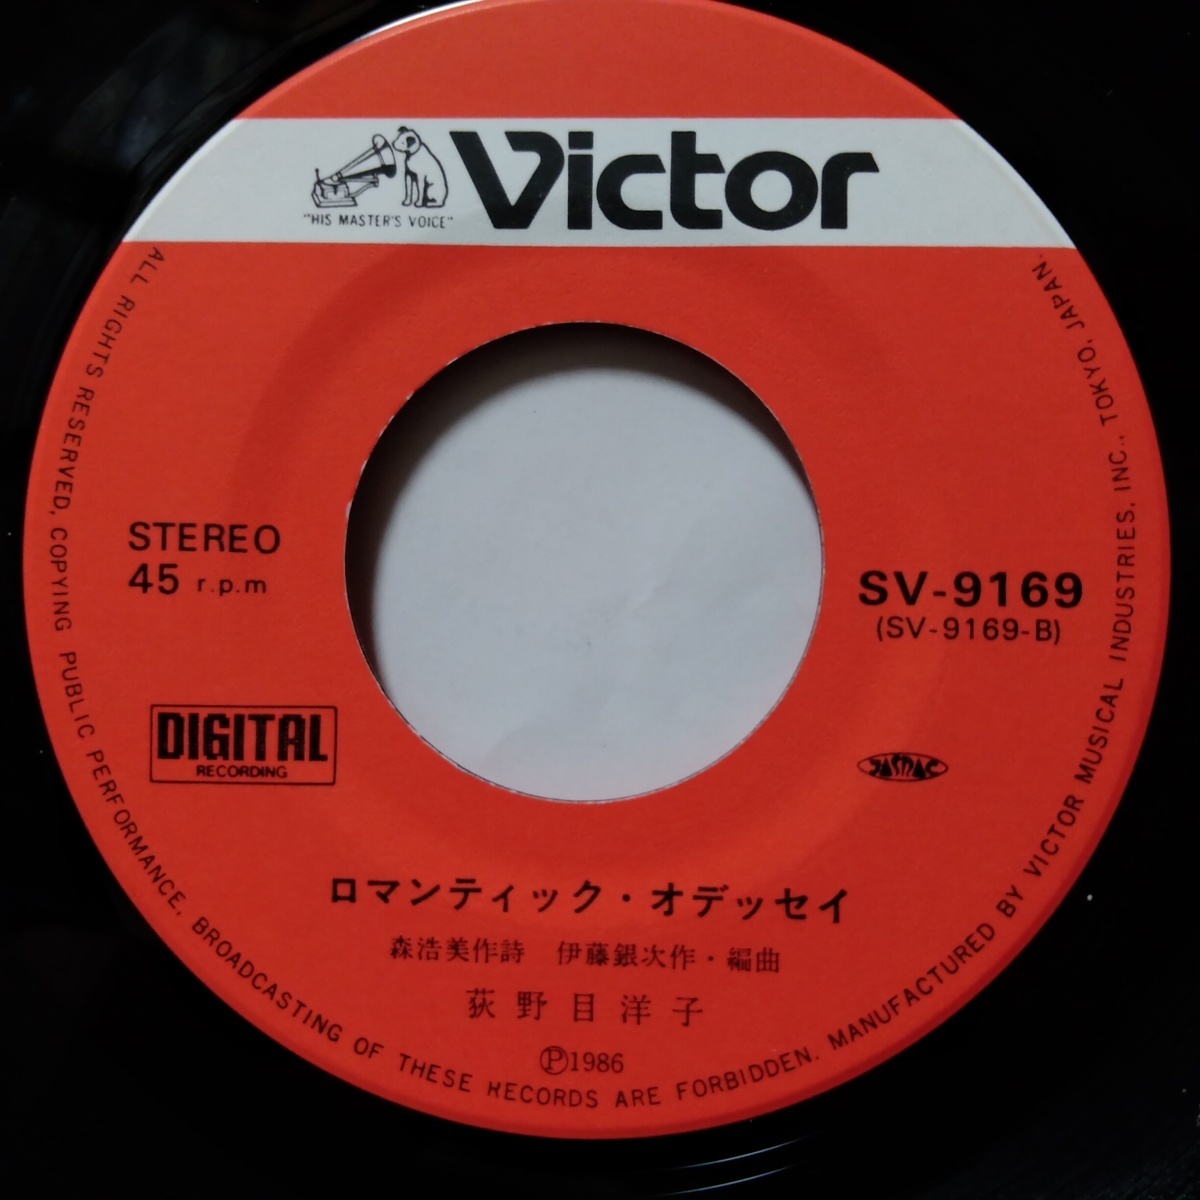 "HIS MASTER'S VOICE"
Victor
STEREO
45 r.p.m
SV-9169
(SV-9169-B)
DIGITAL
RECORDING
JASRAC
ロマンティック・オデッセイ
森浩美作詩 伊藤銀次作・編曲
荻野目洋子
Ⓟ1986
ALL RIGHTS RESERVED, COPYING PUBLIC PERFORMANCE, BROADCASTING OF THESE RECORDS ARE FORBIDDEN. MANUFACTURED BY VICTOR MUSICAL INDUSTRIES, INC., TOKYO, JAPAN.